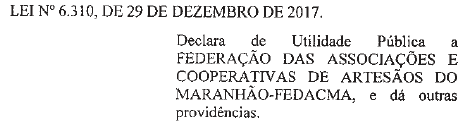 LEI Nº 6.310, DE 29 DE DEZEMBRO DE 2017.
Declara de Utilidade Pública a
FEDERAÇÃO DAS ASSOCIAÇÕES E
COOPERATIVAS DE ARTESÃOS DO
MARANHÃO-FEDACMA, e dá outras
providências.